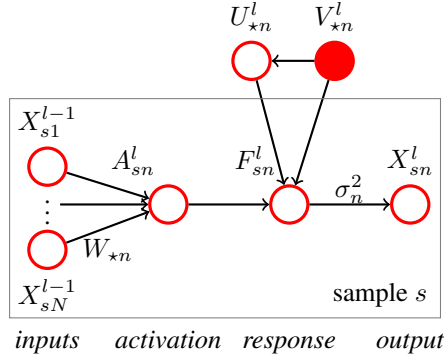 U^l_{⋆n} V^l_{⋆n}
X^{l−1}_{s1}
A^l_{sn} F^l_{sn} X^l_{sn}
⋮ σ^2_n
W_{⋆n}
X^{l−1}_{sN}
sample s
inputs activation response output